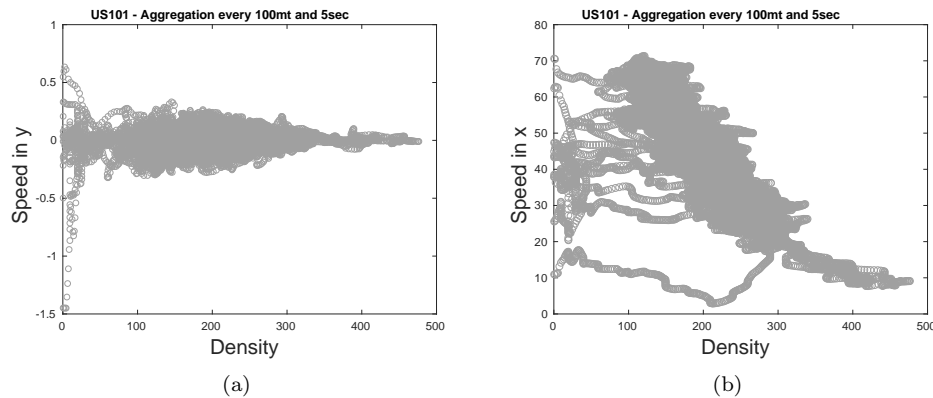 US101 - Aggregation every 100mt and 5sec
1
0.5
0
-0.5
-1
-1.5
Speed in y
0 100 200 300 400 500
Density
(a)
US101 - Aggregation every 100mt and 5sec
80
70
60
50
40
30
20
10
0
Speed in x
0 100 200 300 400 500
Density
(b)